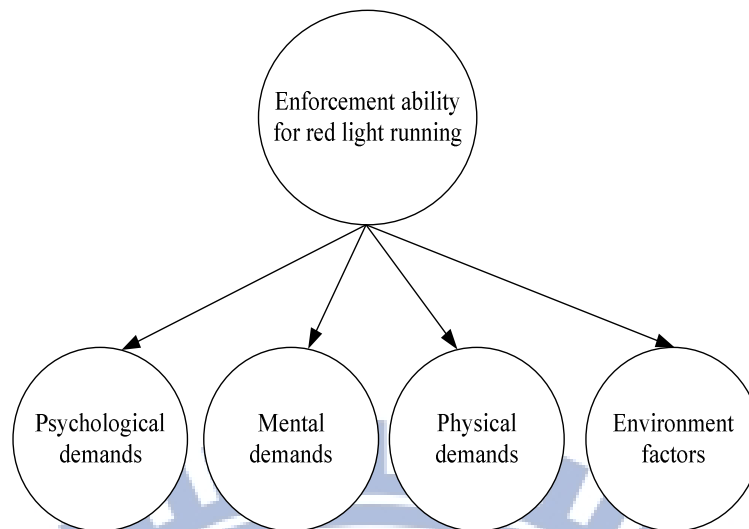 Enforcement ability
for red light running
Psychological
demands
Mental
demands
Physical
demands
Environment
factors